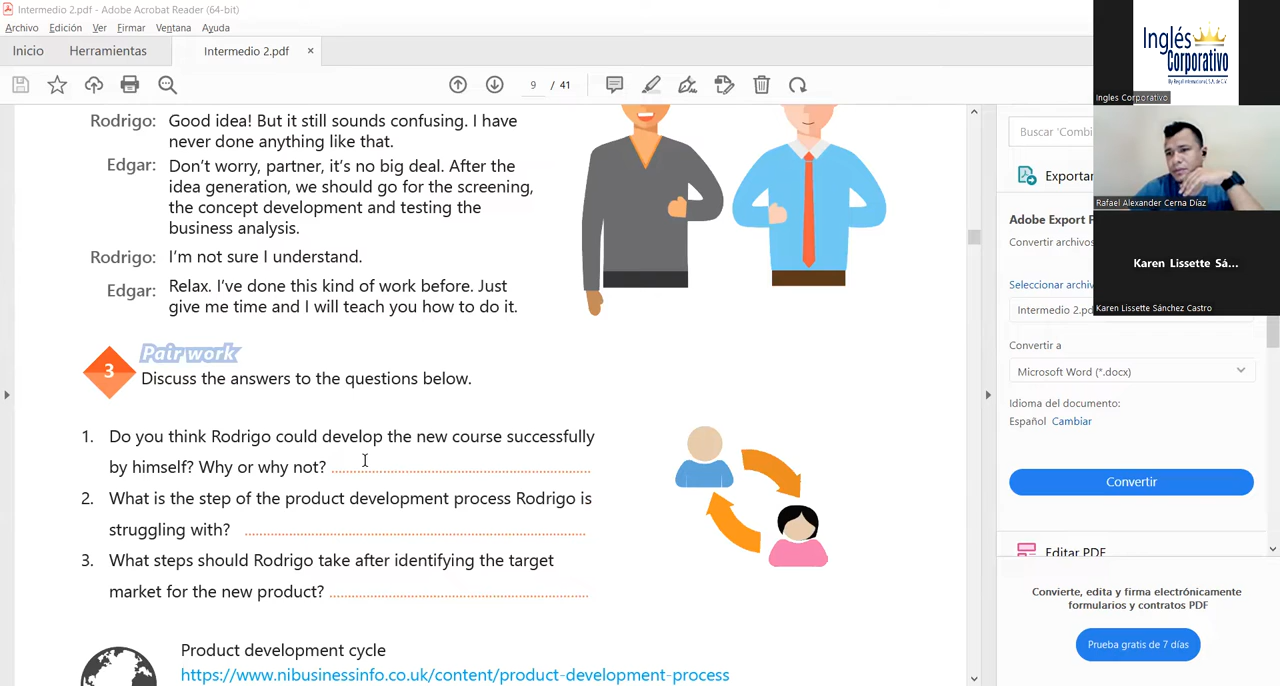 Intermedio 2.pdf - Adobe Acrobat Reader (64-bit)
Archivo Edición Ver Firmar Ventana Ayuda
Inicio Herramientas Intermedio 2.pdf ×
9 / 41
Rodrigo: Good idea! But it still sounds confusing. I have
never done anything like that.
Edgar: Don't worry, partner, it's no big deal. After the
idea generation, we should go for the screening,
the concept development and testing the
business analysis.
Rodrigo: I'm not sure I understand.
Edgar: Relax. I've done this kind of work before. Just
give me time and I will teach you how to do it.
3
Pair work
Discuss the answers to the questions below.
1. Do you think Rodrigo could develop the new course successfully
by himself? Why or why not?
2. What is the step of the product development process Rodrigo is
struggling with?
3. What steps should Rodrigo take after identifying the target
market for the new product?
Product development cycle
https://www.nibusinessinfo.co.uk/content/product-development-process
Buscar 'Combi
Exportar
Adobe Export P
Convertir archivos
Seleccionar archiv
Intermedio 2.pd
Convertir a
Microsoft Word (*.docx)
Idioma del documento:
Español Cambiar
Convertir
Editar PDF
Convierte, edita y firma electrónicamente
formularios y contratos PDF
Prueba gratis de 7 días
Inglés
Corporativo
Ingles Corporativo
Rafael Alexander Cerna Díaz
Karen Lissette Sá...
Karen Lissette Sánchez Castro